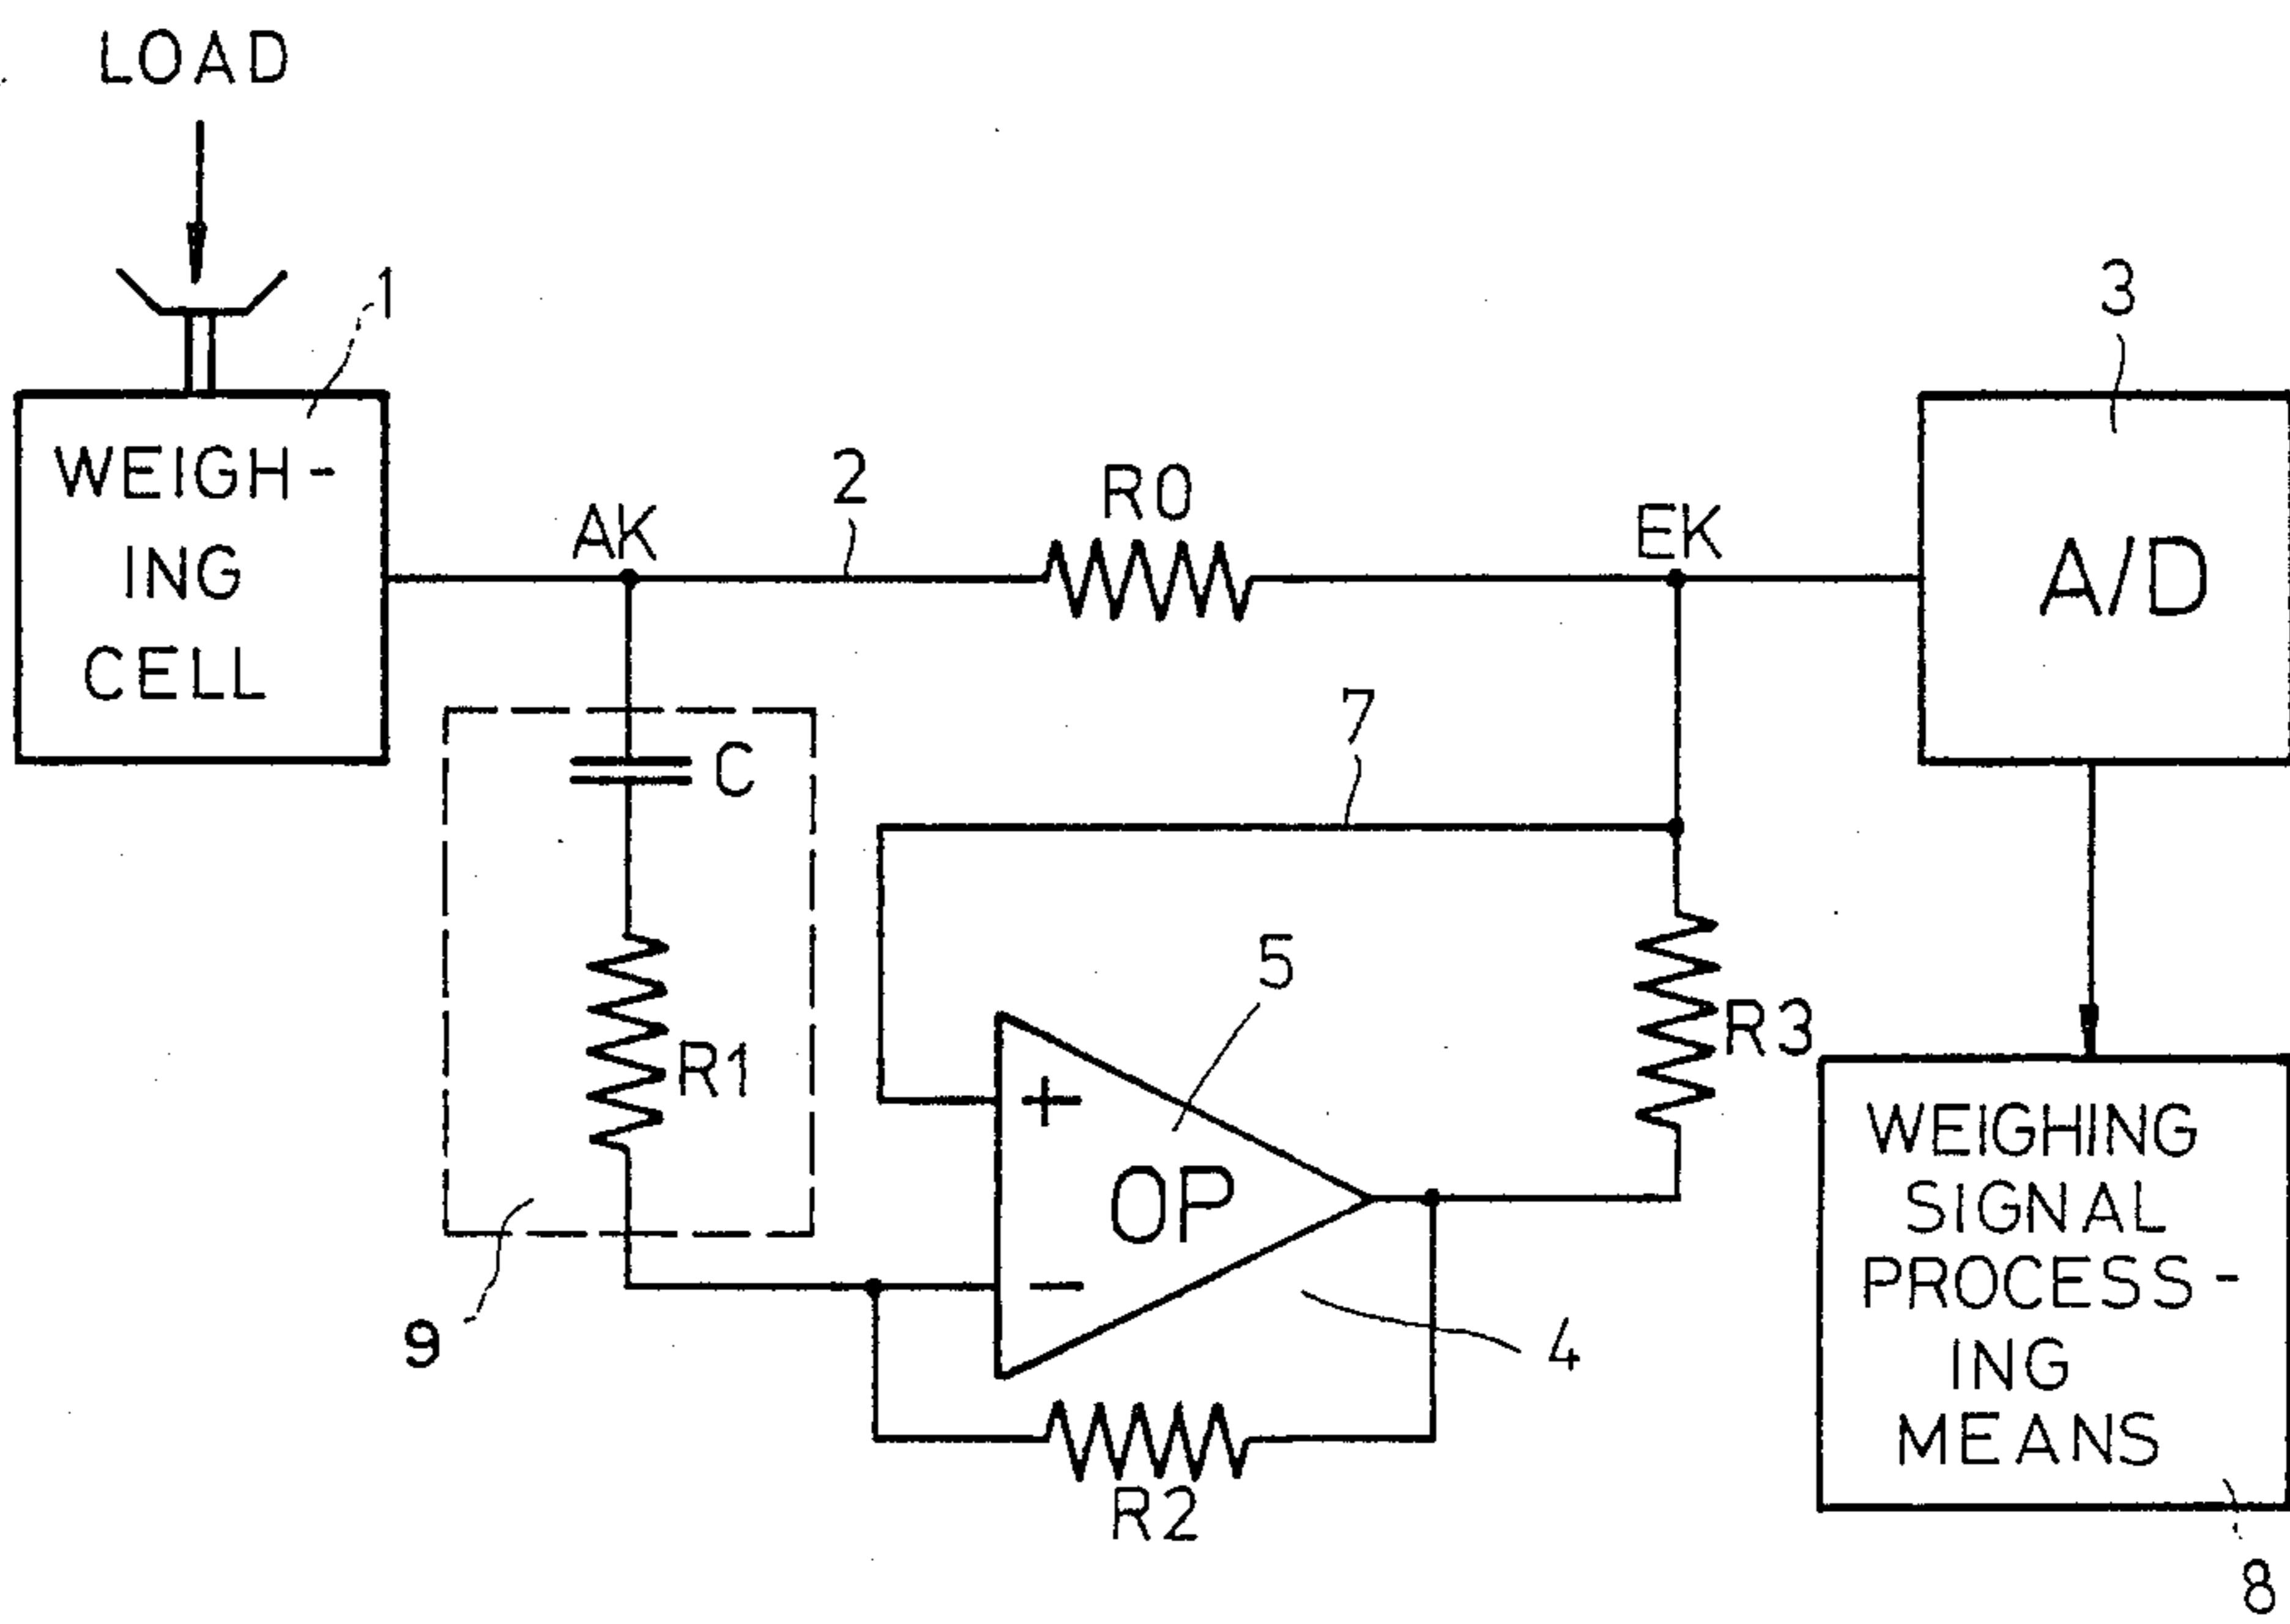 LOAD
1
WEIGH-
ING
CELL
AK
2
R0
EK
3
A/D
C
R1
9
7
5
+
OP
-
4
R2
R3
WEIGHING
SIGNAL
PROCESS-
ING
MEANS
8